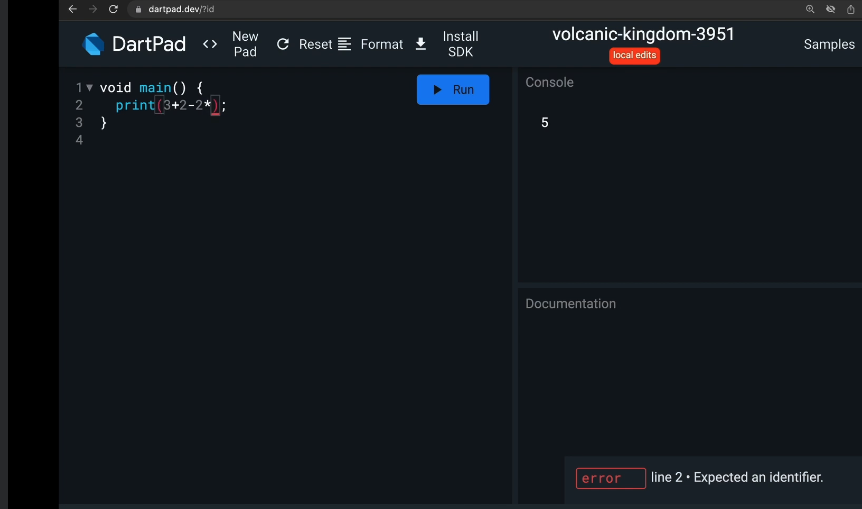 dartpad.dev/?id
DartPad
<> New Pad
Reset
Format
Install SDK
volcanic-kingdom-3951
local edits
Samples
1 void main() {
2 print(3+2-2*);
3 }
4
Run
Console
5
Documentation
error line 2 • Expected an identifier.